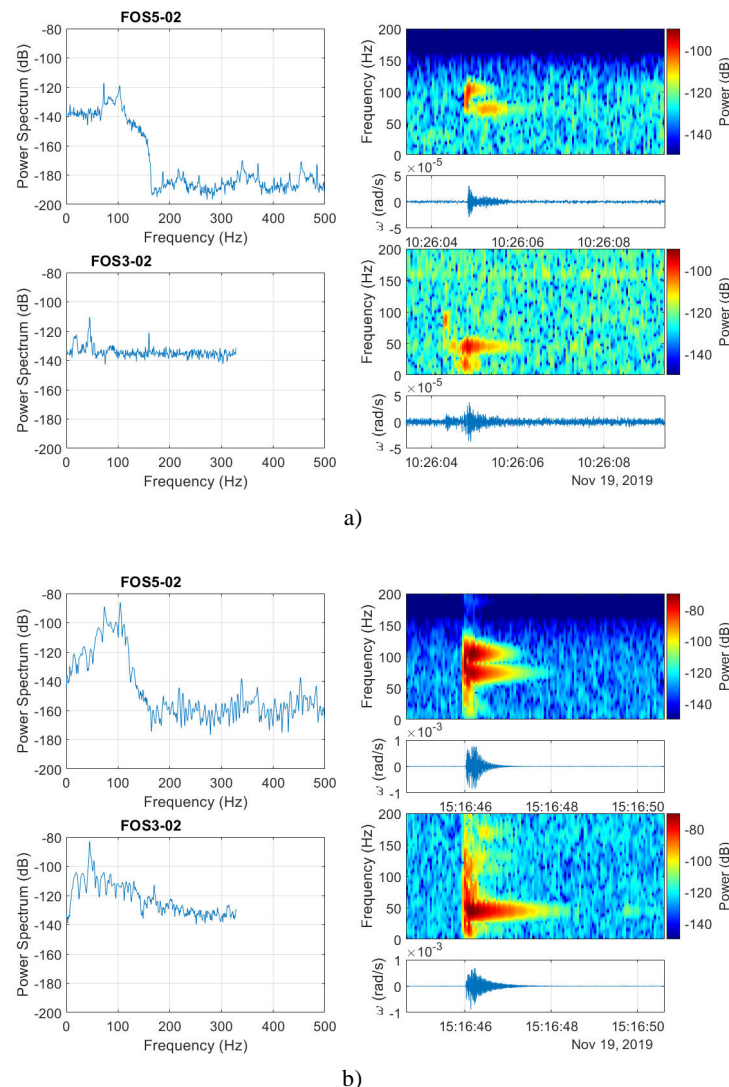 FOS5-02
-80
-100
-120
-140
-160
-180
-200
Power Spectrum (dB)
0 100 200 300 400 500
Frequency (Hz)
200
150
100
50
0
Frequency (Hz)
-100
-120
-140
Power (dB)
×10⁻⁵
5
0
-5
ω (rad/s)
10:26:04 10:26:06 10:26:08
FOS3-02
-80
-100
-120
-140
-160
-180
-200
Power Spectrum (dB)
0 100 200 300 400 500
Frequency (Hz)
200
150
100
50
0
Frequency (Hz)
-100
-120
-140
Power (dB)
×10⁻⁵
5
0
-5
ω (rad/s)
10:26:04 10:26:06 10:26:08
Nov 19, 2019
a)
FOS5-02
-80
-100
-120
-140
-160
-180
-200
Power Spectrum (dB)
0 100 200 300 400 500
Frequency (Hz)
200
150
100
50
0
Frequency (Hz)
-80
-100
-120
-140
Power (dB)
×10⁻³
1
0
-1
ω (rad/s)
15:16:46 15:16:48 15:16:50
FOS3-02
-80
-100
-120
-140
-160
-180
-200
Power Spectrum (dB)
0 100 200 300 400 500
Frequency (Hz)
200
150
100
50
0
Frequency (Hz)
-80
-100
-120
-140
Power (dB)
×10⁻³
1
0
-1
ω (rad/s)
15:16:46 15:16:48 15:16:50
Nov 19, 2019
b)